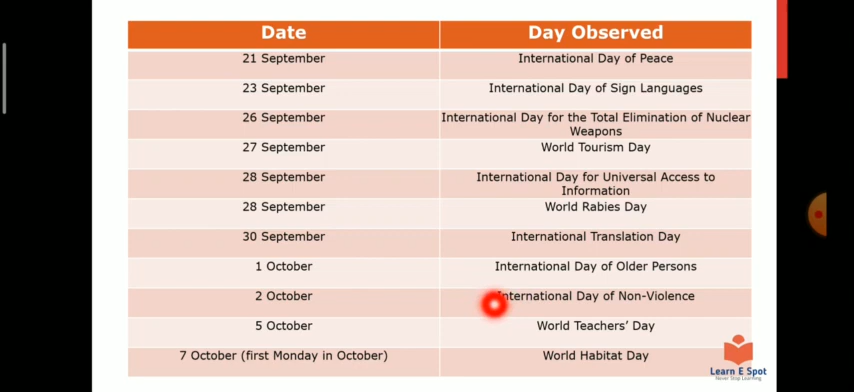 Date Day Observed
21 September International Day of Peace
23 September International Day of Sign Languages
26 September International Day for the Total Elimination of Nuclear
Weapons
27 September World Tourism Day
28 September International Day for Universal Access to
Information
28 September World Rabies Day
30 September International Translation Day
1 October International Day of Older Persons
2 October International Day of Non-Violence
5 October World Teachers’ Day
7 October (first Monday in October) World Habitat Day
Learn E Spot
Never Stop Learning